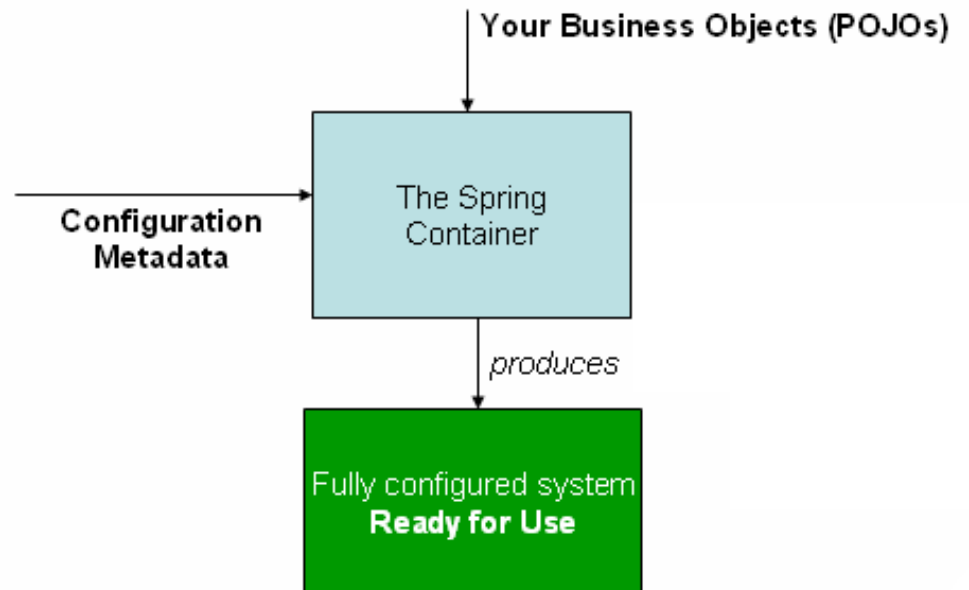 Your Business Objects (POJOs)
The Spring
Container
Configuration
Metadata
produces
Fully configured system
Ready for Use